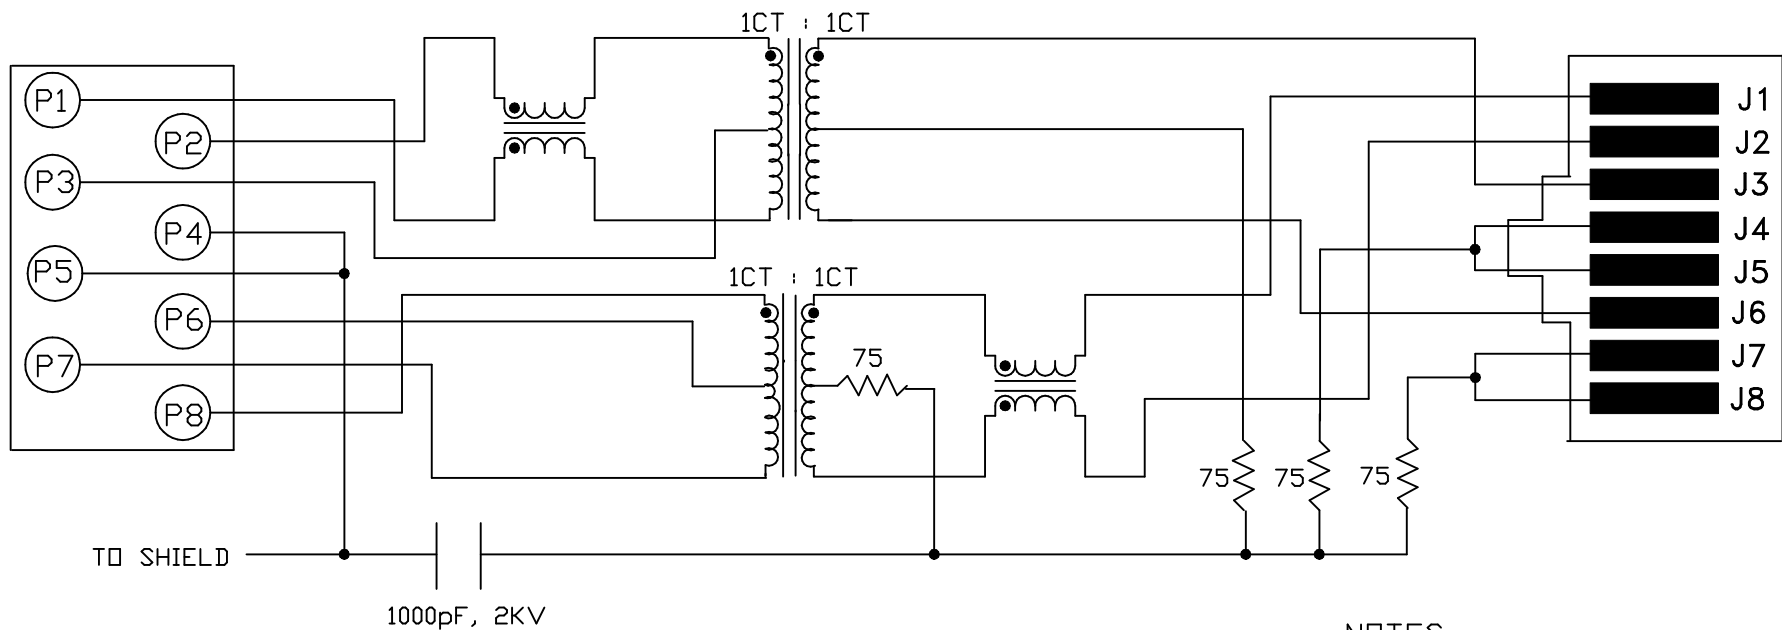 1CT : 1CT
P1
P2
P3
P4
P5
P6
P7
P8
J1
J2
J3
J4
J5
J6
J7
J8
1CT : 1CT
75
75
75
75
TO SHIELD
1000pF, 2KV
NOTES